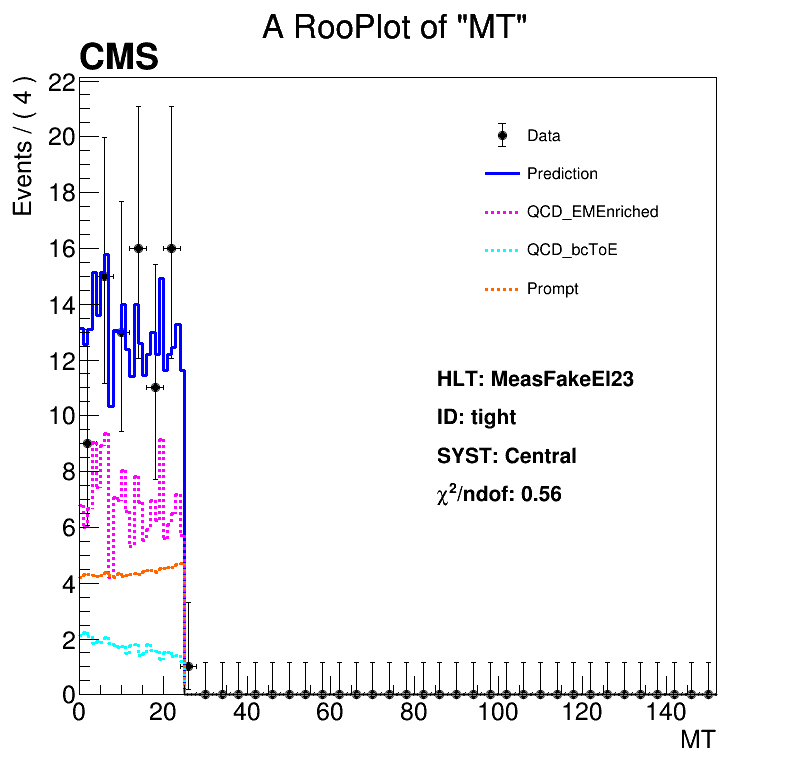 A RooPlot of "MT"
CMS
Events / ( 4 )
22
20
18
16
14
12
10
8
6
4
2
0
Data
Prediction
QCD_EMEnriched
QCD_bcToE
Prompt
HLT: MeasFakeEl23
ID: tight
SYST: Central
χ²/ndof: 0.56
0 20 40 60 80 100 120 140
MT